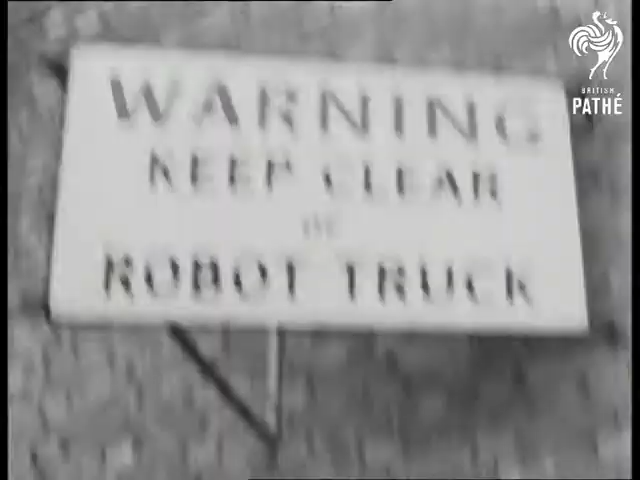 WARNING
KEEP CLEAR
OF
ROBOT TRUCK
BRITISH
PATHÉ